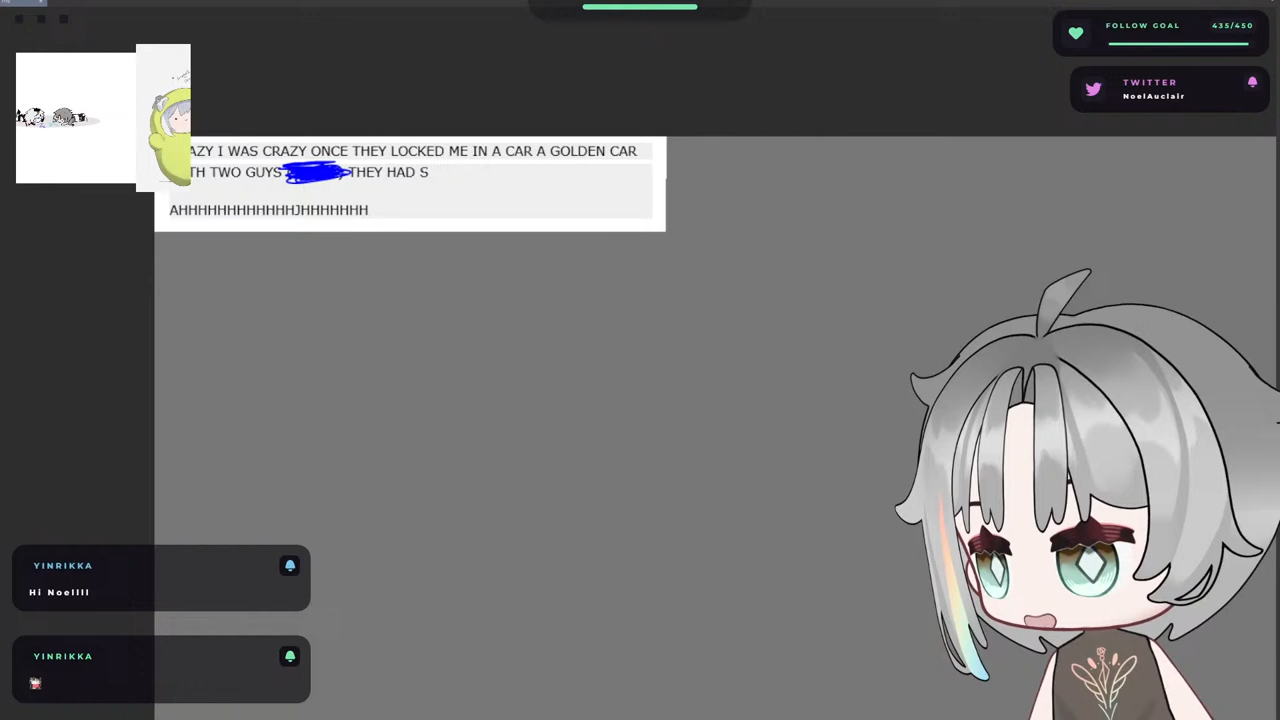 FOLLOW GOAL 435/450
TWITTER
NoelAuclair
AZY I WAS CRAZY ONCE THEY LOCKED ME IN A CAR A GOLDEN CAR
TH TWO GUYS THEY HAD S
AHHHHHHHHHHHHJHHHHHHH
YINRIKKA
Hi Noellll
YINRIKKA